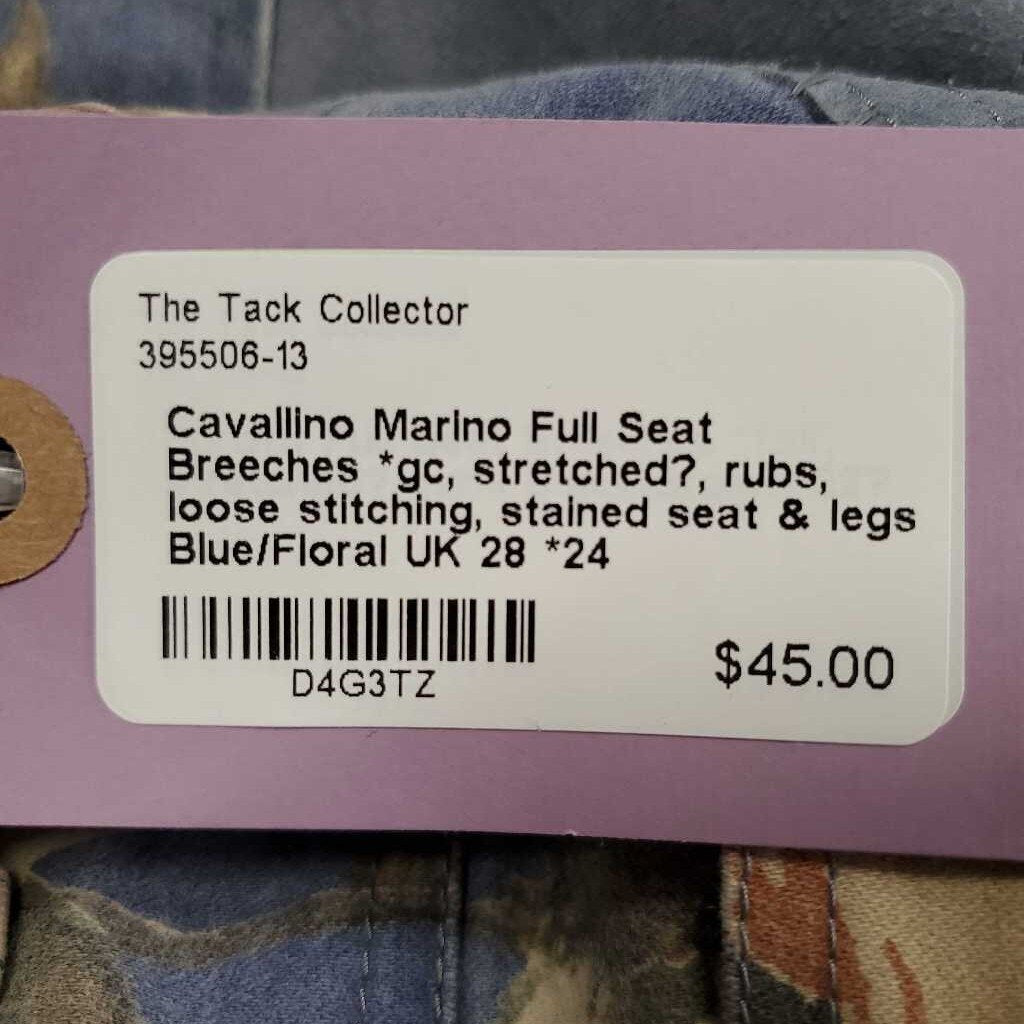 The Tack Collector
395506-13
Cavallino Marino Full Seat
Breeches *gc, stretched?, rubs,
loose stitching, stained seat & legs
Blue/Floral UK 28 *24
D4G3TZ
$45.00